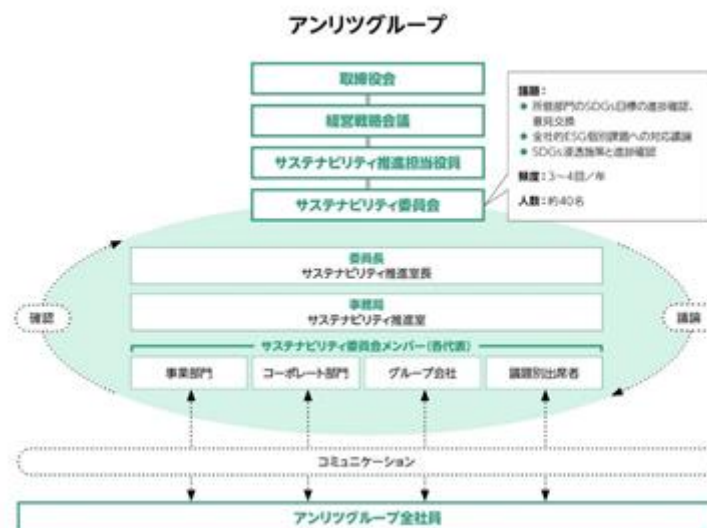 アンリツグループ
取締役会
経営戦略会議
サステナビリティ推進担当役員
サステナビリティ委員会
議題：
● 所管部門のSDGs目標の進捗確認、
意見交換
● 全社的ESG個別課題への対応議論
● SDGs浸透施策と進捗確認
頻度：3～4回／年
人数：約40名
委員長
サステナビリティ推進室長
事務局
サステナビリティ推進室
確認
議論
サステナビリティ委員会メンバー（各代表）
事業部門
コーポレート部門
グループ会社
議題別出席者
コミュニケーション
アンリツグループ全社員